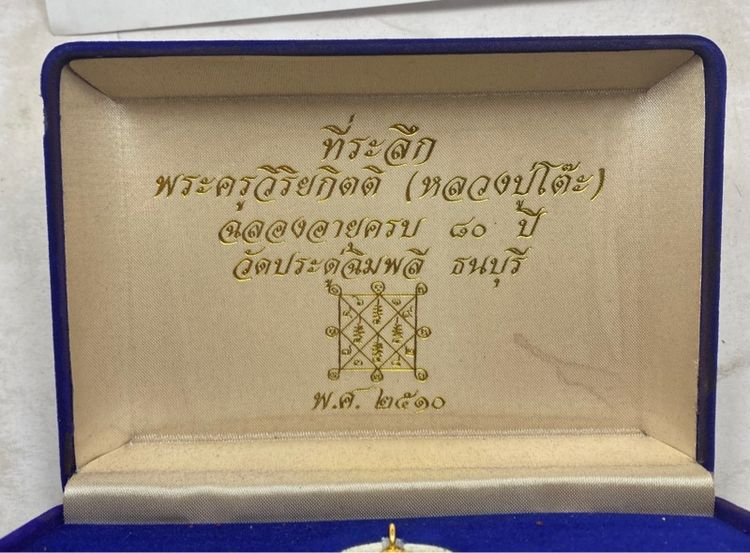 ที่ระลึก
พระครูวิริยกิตติ (หลวงปู่โต๊ะ)
ฉลองอายุครบ ๘๐ ปี
วัดประดู่ฉิมพลี ธนบุรี
พ.ศ. ๒๕๑๐